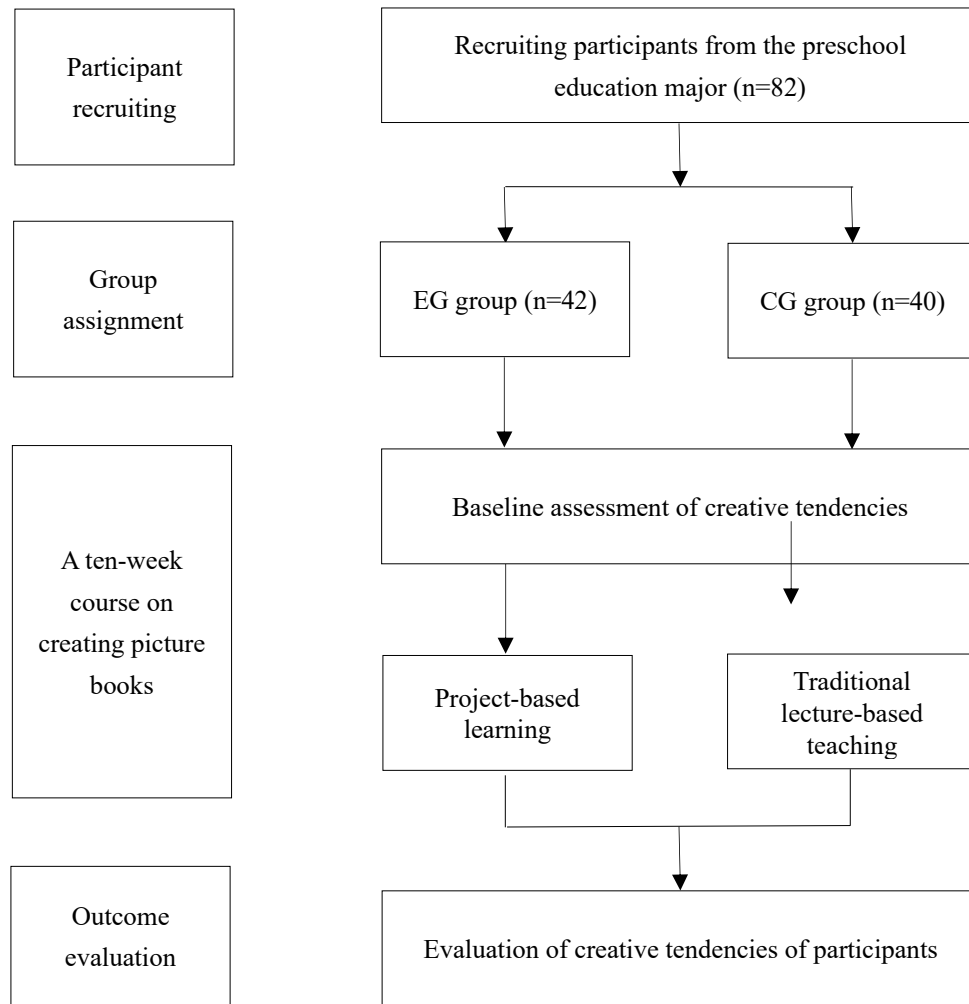 Participant
recruiting
Recruiting participants from the preschool
education major (n=82)
Group
assignment
EG group (n=42)
CG group (n=40)
A ten-week
course on
creating picture
books
Baseline assessment of creative tendencies
Project-based
learning
Traditional
lecture-based
teaching
Outcome
evaluation
Evaluation of creative tendencies of participants